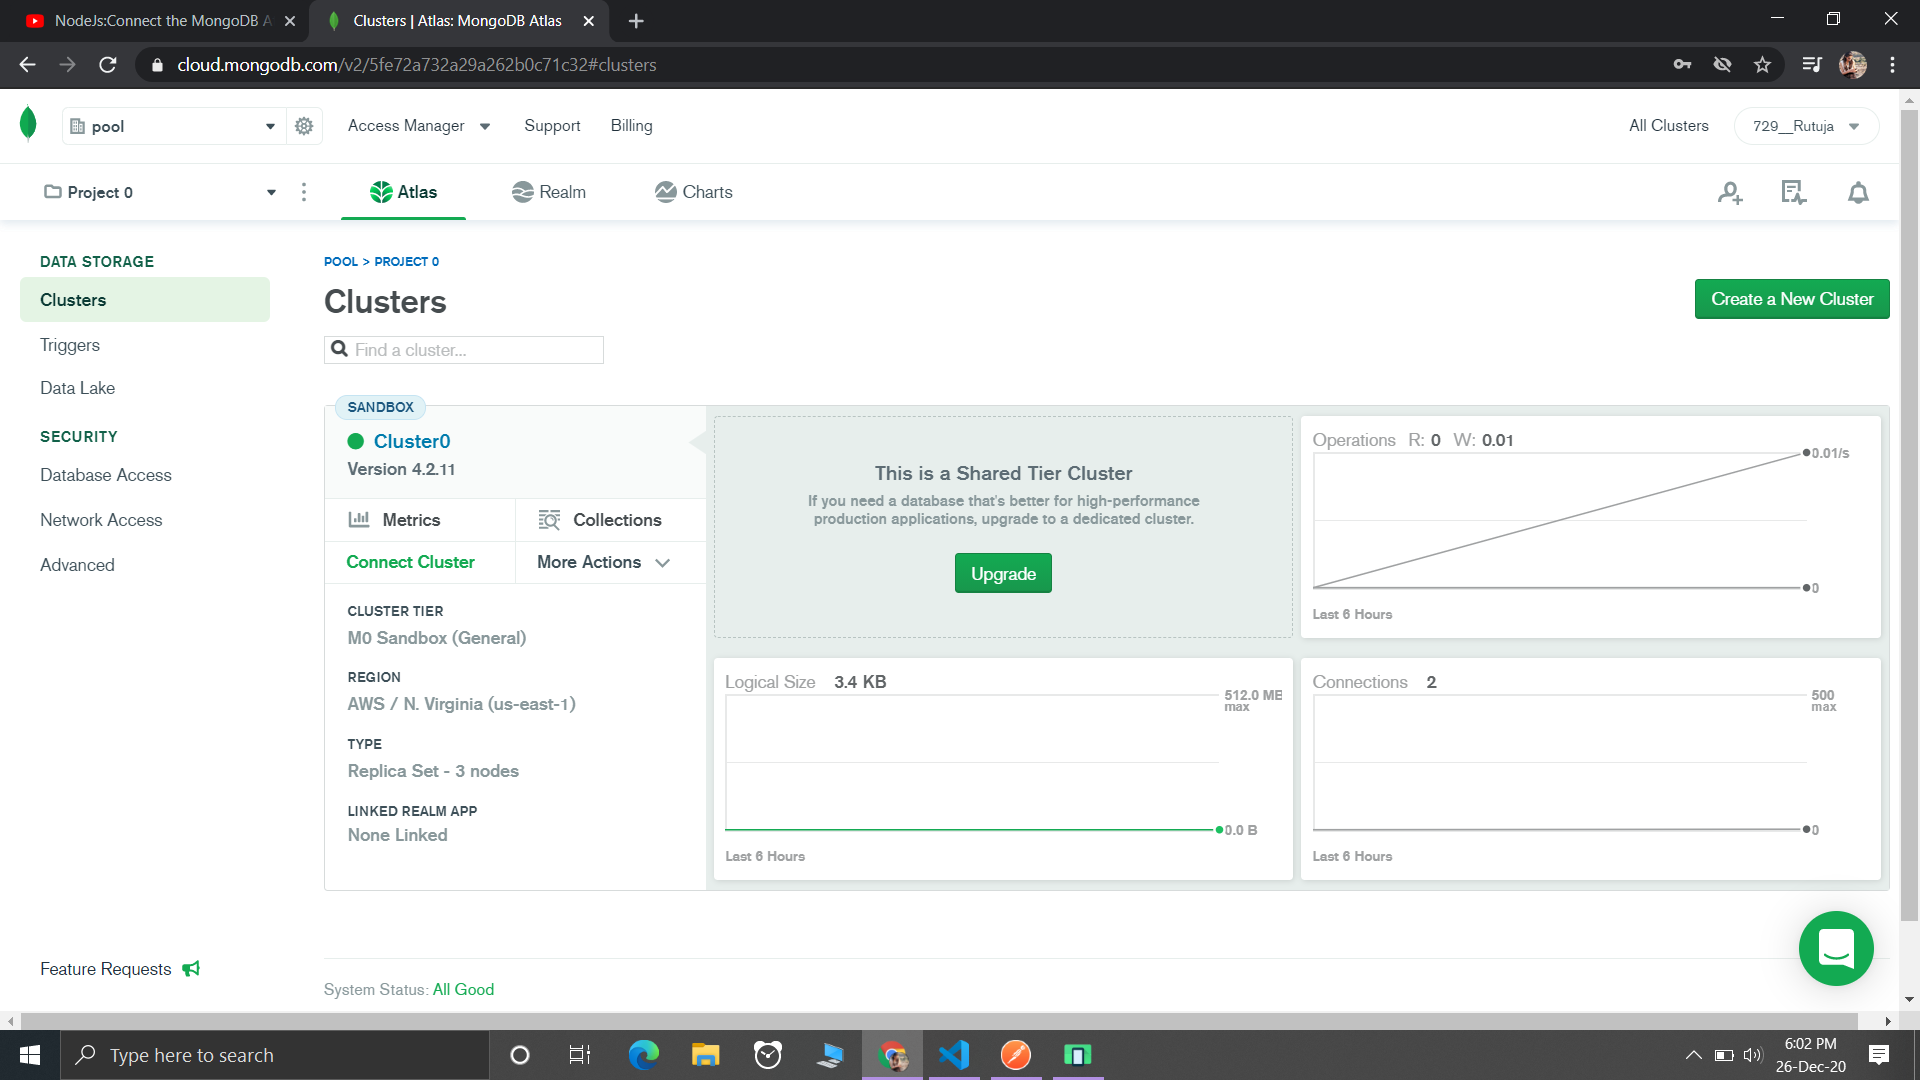 NodeJs:Connect the MongoDB A
Clusters | Atlas: MongoDB Atlas
cloud.mongodb.com/v2/5fe72a732a29a262b0c71c32#clusters
pool
Access Manager
Support
Billing
All Clusters
729__Rutuja
Project 0
Atlas
Realm
Charts
DATA STORAGE
Clusters
Triggers
Data Lake
SECURITY
Database Access
Network Access
Advanced
Feature Requests
POOL > PROJECT 0
Clusters
Create a New Cluster
Find a cluster...
SANDBOX
Cluster0
Version 4.2.11
Metrics
Collections
Connect Cluster
More Actions
CLUSTER TIER
M0 Sandbox (General)
REGION
AWS / N. Virginia (us-east-1)
TYPE
Replica Set - 3 nodes
LINKED REALM APP
None Linked
This is a Shared Tier Cluster
If you need a database that's better for high-performance
production applications, upgrade to a dedicated cluster.
Upgrade
Operations R: 0 W: 0.01
0.01/s
0
Last 6 Hours
Logical Size 3.4 KB
512.0 MB
max
0.0 B
Last 6 Hours
Connections 2
500
max
0
Last 6 Hours
System Status: All Good
Type here to search
6:02 PM
26-Dec-20